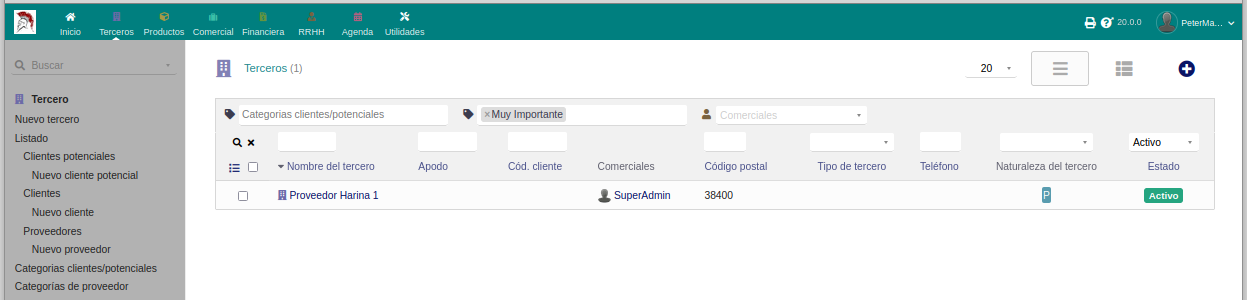 Inicio Terceros Productos Comercial Financiera RRHH Agenda Utilidades 20.0.0 PeterMa...
Buscar
Terceros (1) 20
Tercero
Nuevo tercero
Listado
Clientes potenciales
Nuevo cliente potencial
Clientes
Nuevo cliente
Proveedores
Nuevo proveedor
Categorias clientes/potenciales
Categorías de proveedor
Categorias clientes/potenciales ×Muy Importante Comerciales
Activo
Nombre del tercero Apodo Cód. cliente Comerciales Código postal Tipo de tercero Teléfono Naturaleza del tercero Estado
Proveedor Harina 1 SuperAdmin 38400 P Activo